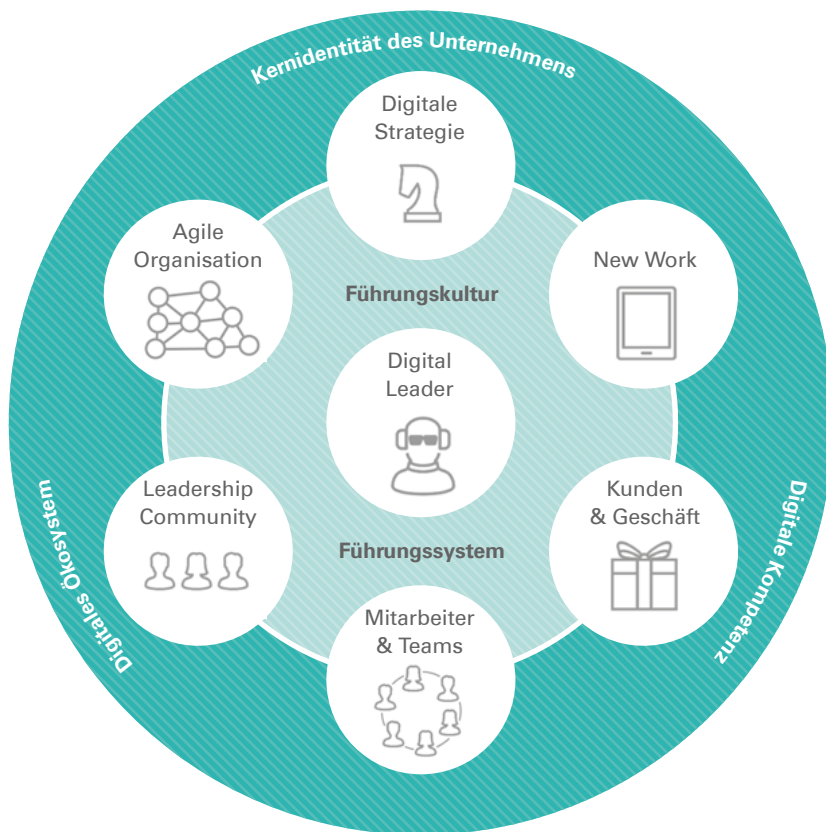 Kernidentität des Unternehmens
Digitale
Strategie
Agile
Organisation
New Work
Führungskultur
Digital
Leader
Leadership
Community
Kunden
& Geschäft
Führungssystem
Mitarbeiter
& Teams
Digitales Ökosystem
Digitale Kompetenz